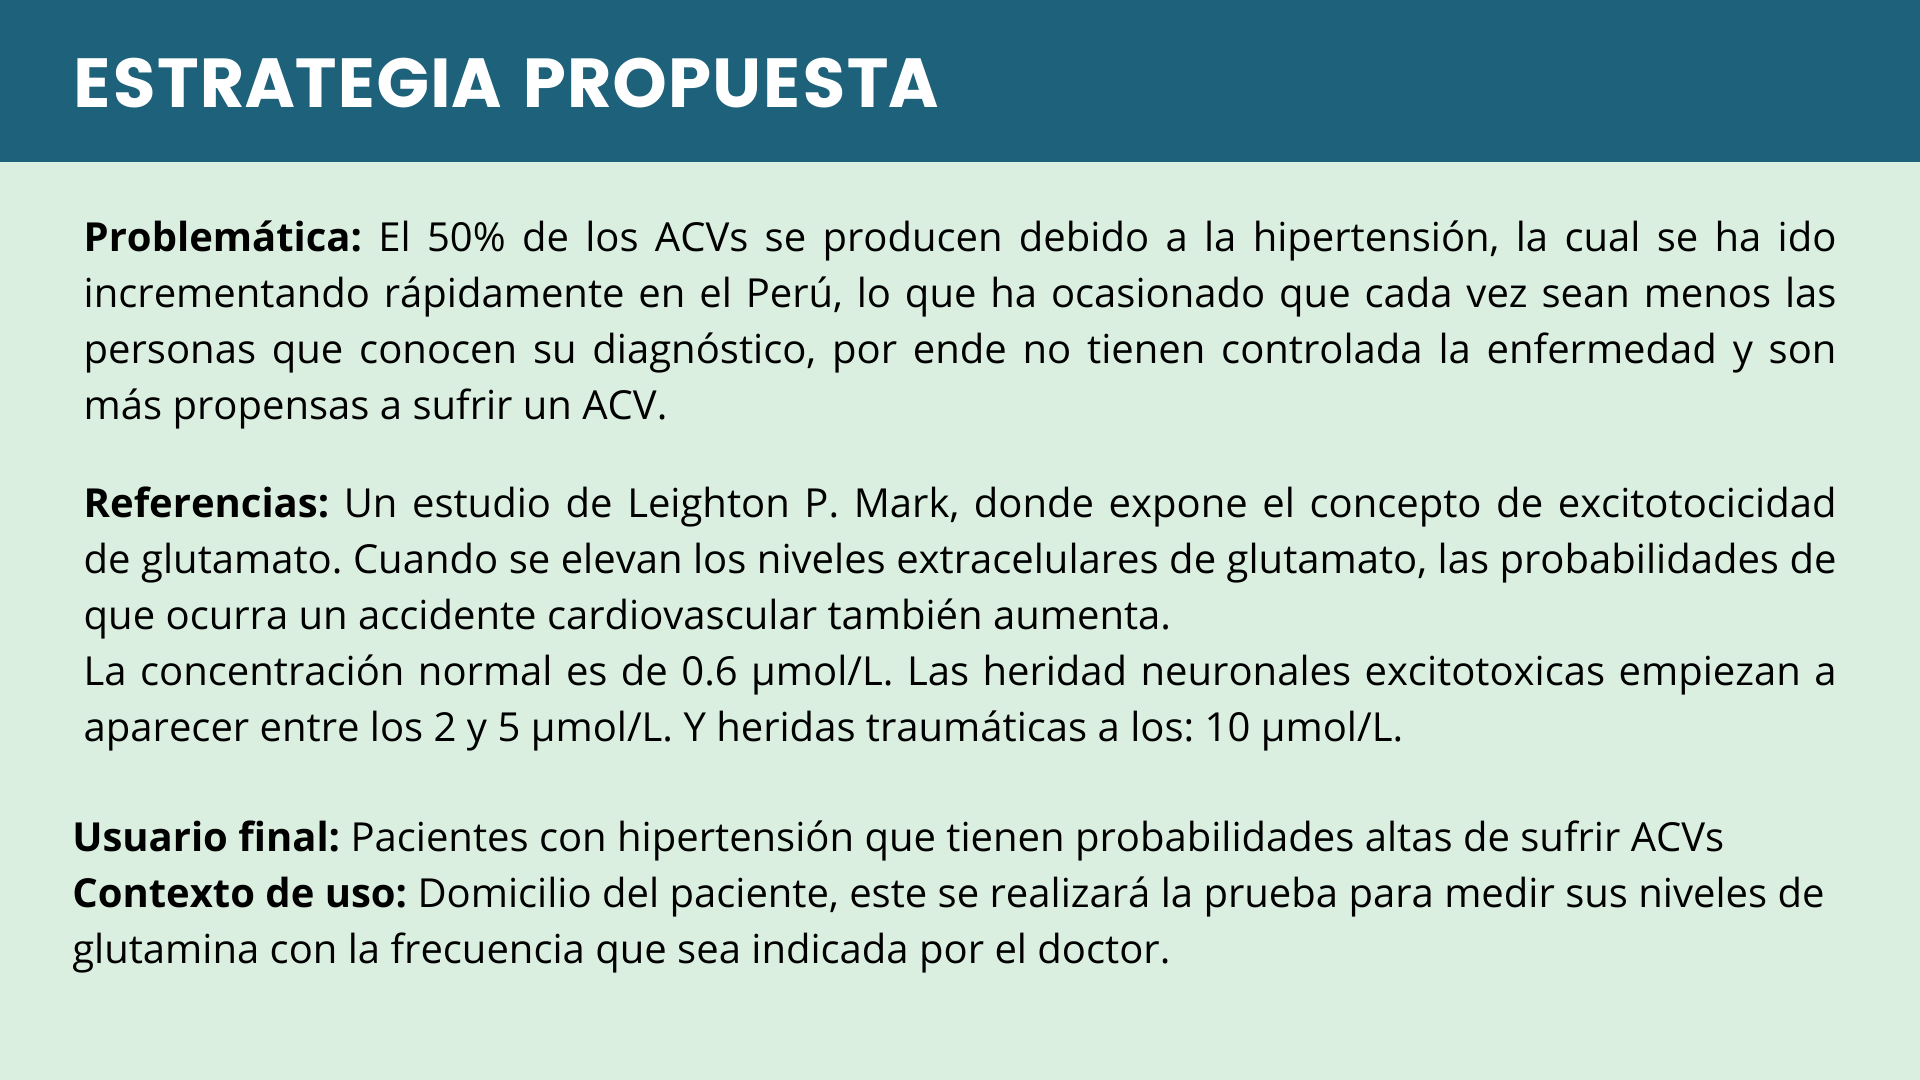 ESTRATEGIA PROPUESTA
Problemática: El 50% de los ACVs se producen debido a la hipertensión, la cual se ha ido
incrementando rápidamente en el Perú, lo que ha ocasionado que cada vez sean menos las
personas que conocen su diagnóstico, por ende no tienen controlada la enfermedad y son
más propensas a sufrir un ACV.
Referencias: Un estudio de Leighton P. Mark, donde expone el concepto de excitotocicidad
de glutamato. Cuando se elevan los niveles extracelulares de glutamato, las probabilidades de
que ocurra un accidente cardiovascular también aumenta.
La concentración normal es de 0.6 µmol/L. Las heridad neuronales excitotoxicas empiezan a
aparecer entre los 2 y 5 µmol/L. Y heridas traumáticas a los: 10 µmol/L.
Usuario final: Pacientes con hipertensión que tienen probabilidades altas de sufrir ACVs
Contexto de uso: Domicilio del paciente, este se realizará la prueba para medir sus niveles de
glutamina con la frecuencia que sea indicada por el doctor.